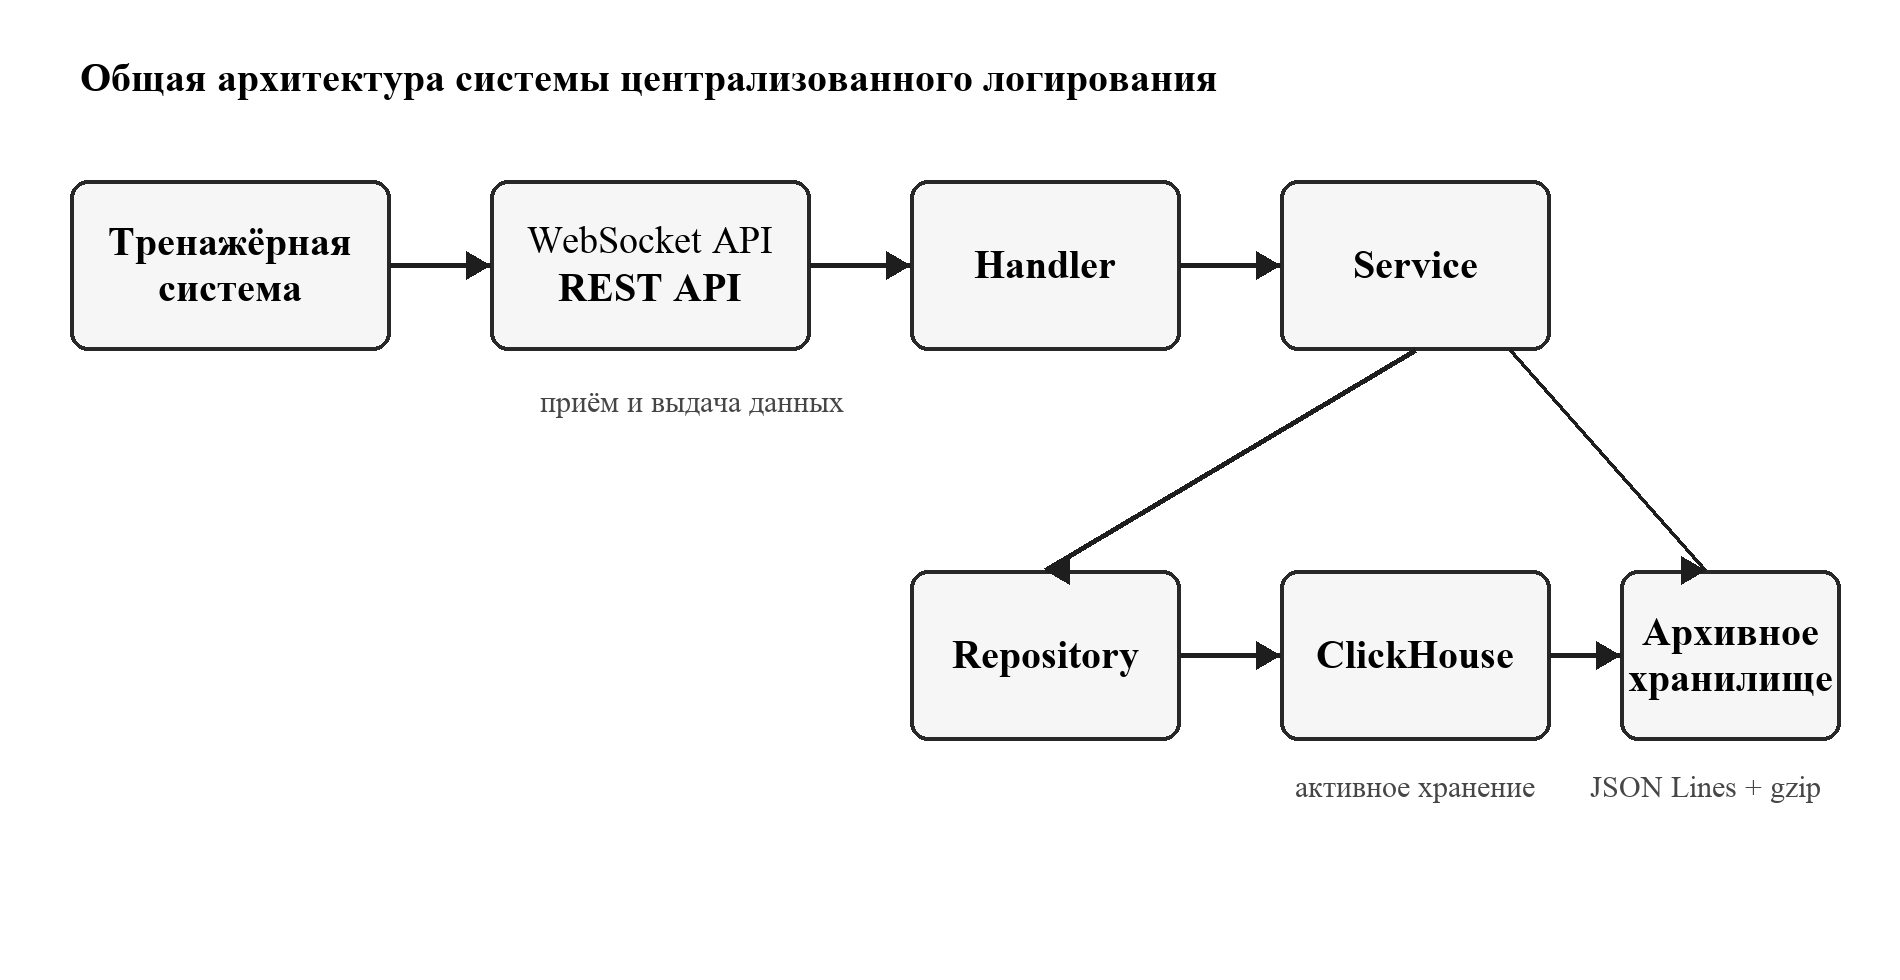 Общая архитектура системы централизованного логирования
Тренажёрная
система
WebSocket API
REST API
Handler
Service
приём и выдача данных
Repository
ClickHouse
Архивное
хранилище
активное хранение
JSON Lines + gzip